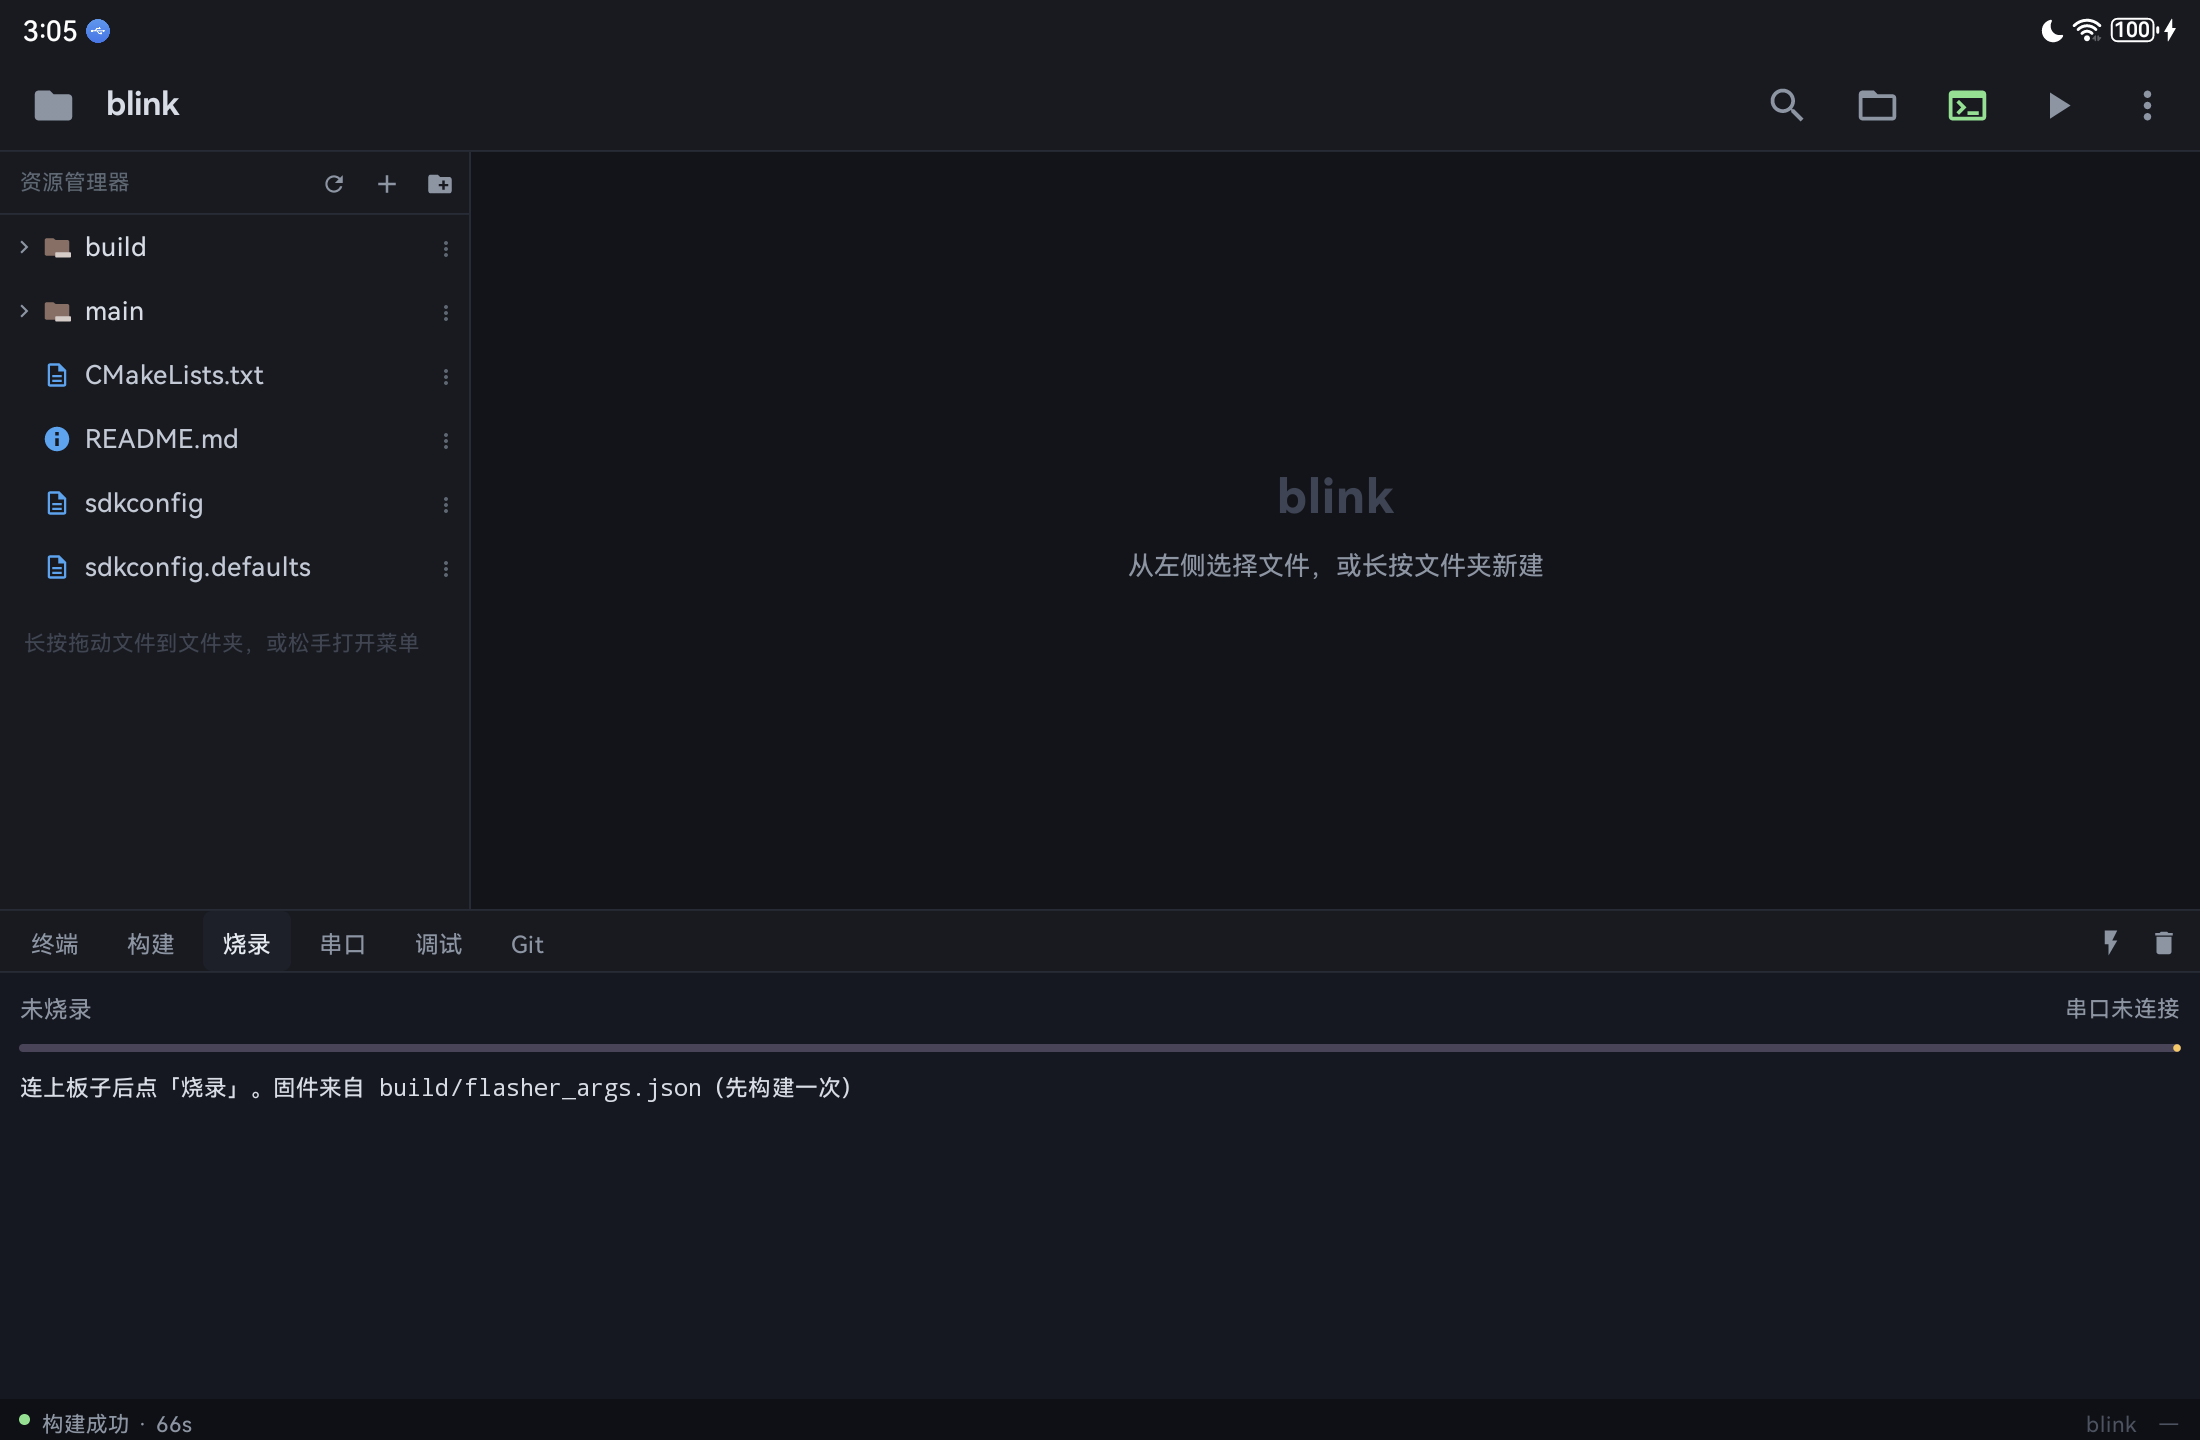 3:05
100
blink
资源管理器
build
main
CMakeLists.txt
README.md
sdkconfig
sdkconfig.defaults
长按拖动文件到文件夹，或松手打开菜单
blink
从左侧选择文件，或长按文件夹新建
终端 构建 烧录 串口 调试 Git
未烧录
串口未连接
连上板子后点「烧录」。固件来自 build/flasher_args.json（先构建一次）
构建成功 · 66s
blink —